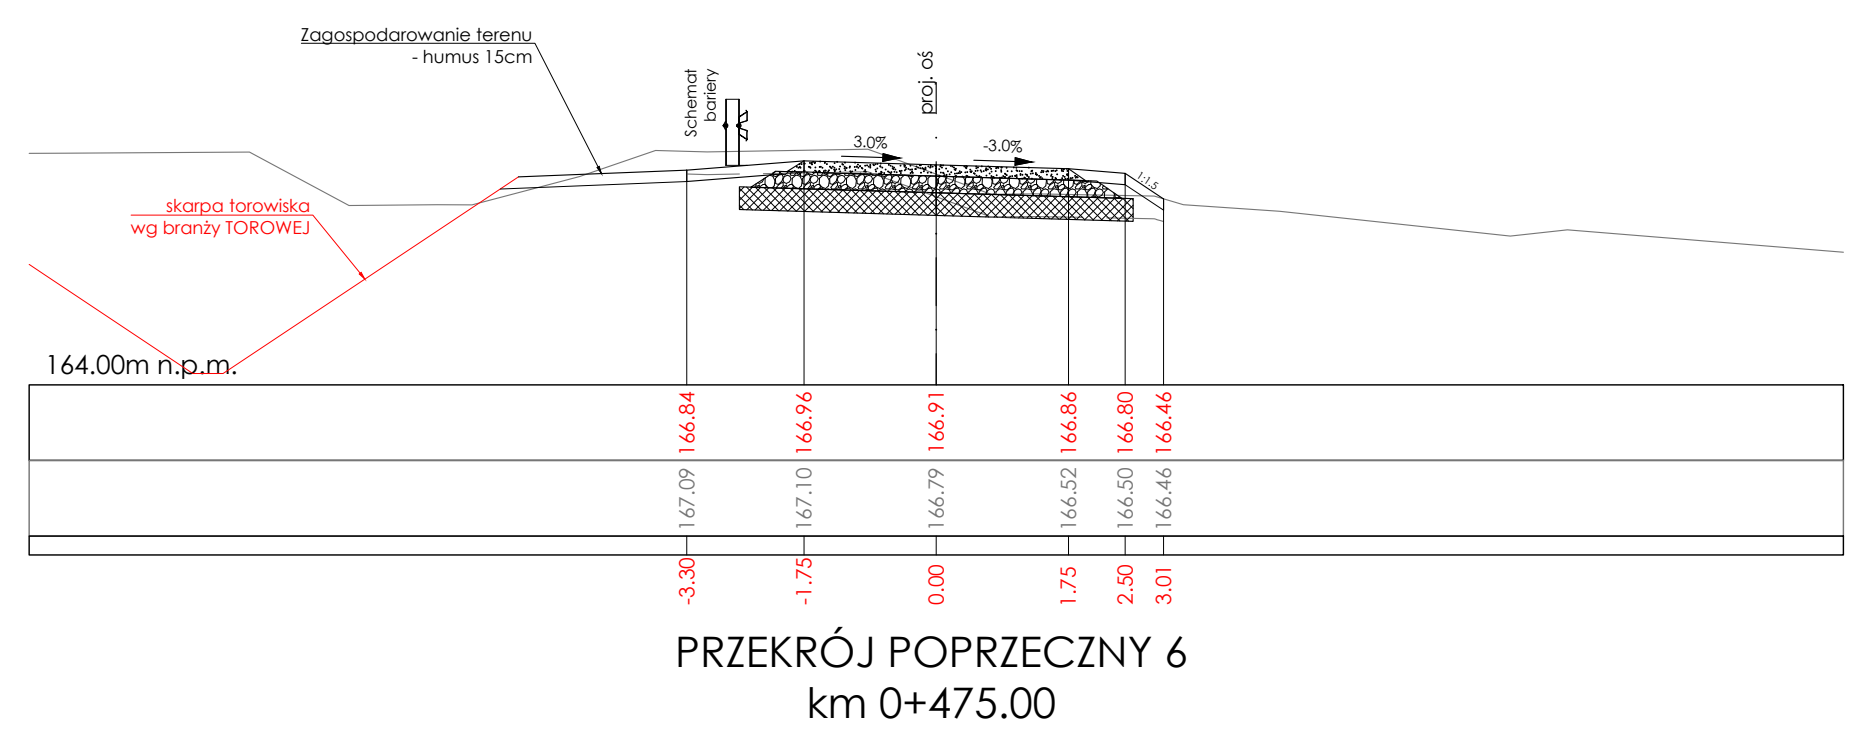 Zagospodarowanie terenu
- humus 15cm
Schemat
bariery
proj. oś
3.0%
-3.0%
1:1.5
skarpa torowiska
wg branży TOROWEJ
164.00m n.p.m.
166.84
166.96
166.91
166.86
166.80
166.46
167.09
167.10
166.79
166.52
166.50
166.46
-3.30
-1.75
0.00
1.75
2.50
3.01
PRZEKRÓJ POPRZECZNY 6
km 0+475.00